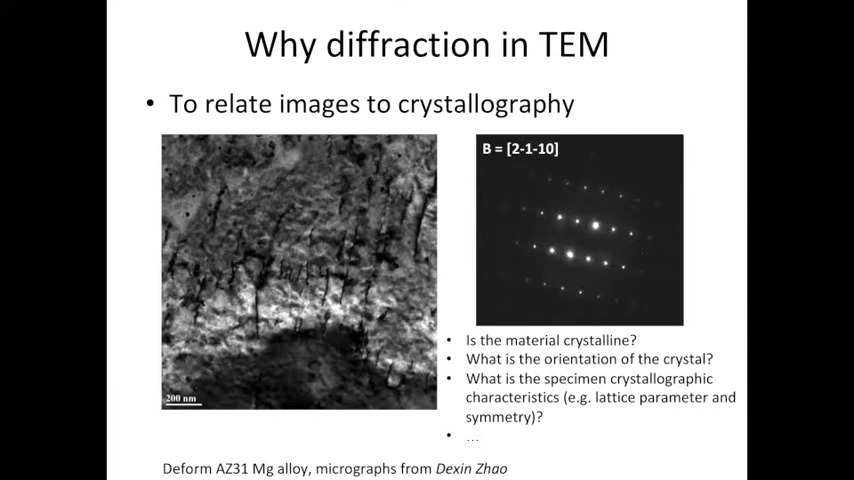 Why diffraction in TEM
• To relate images to crystallography
B = [2-1-10]
200 nm
• Is the material crystalline?
• What is the orientation of the crystal?
• What is the specimen crystallographic
characteristics (e.g. lattice parameter and
symmetry)?
• ...
Deform AZ31 Mg alloy, micrographs from Dexin Zhao